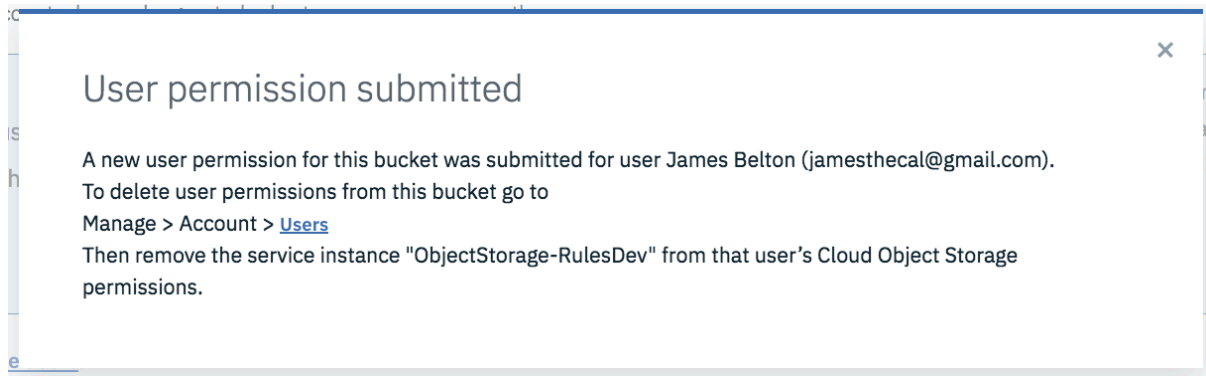 User permission submitted
A new user permission for this bucket was submitted for user James Belton (jamesthecal@gmail.com).
To delete user permissions from this bucket go to
Manage > Account > Users
Then remove the service instance "ObjectStorage-RulesDev" from that user’s Cloud Object Storage
permissions.